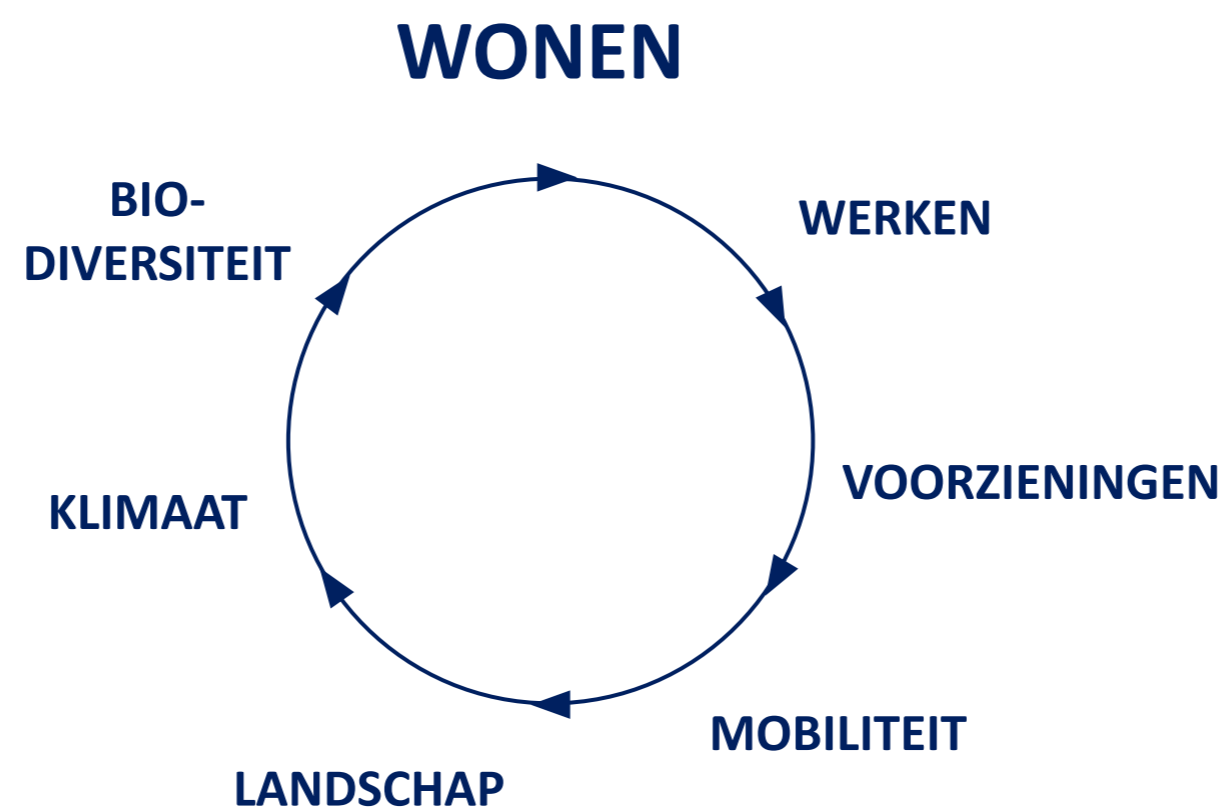 WONEN
BIO-
DIVERSITEIT
WERKEN
VOORZIENINGEN
KLIMAAT
MOBILITEIT
LANDSCHAP